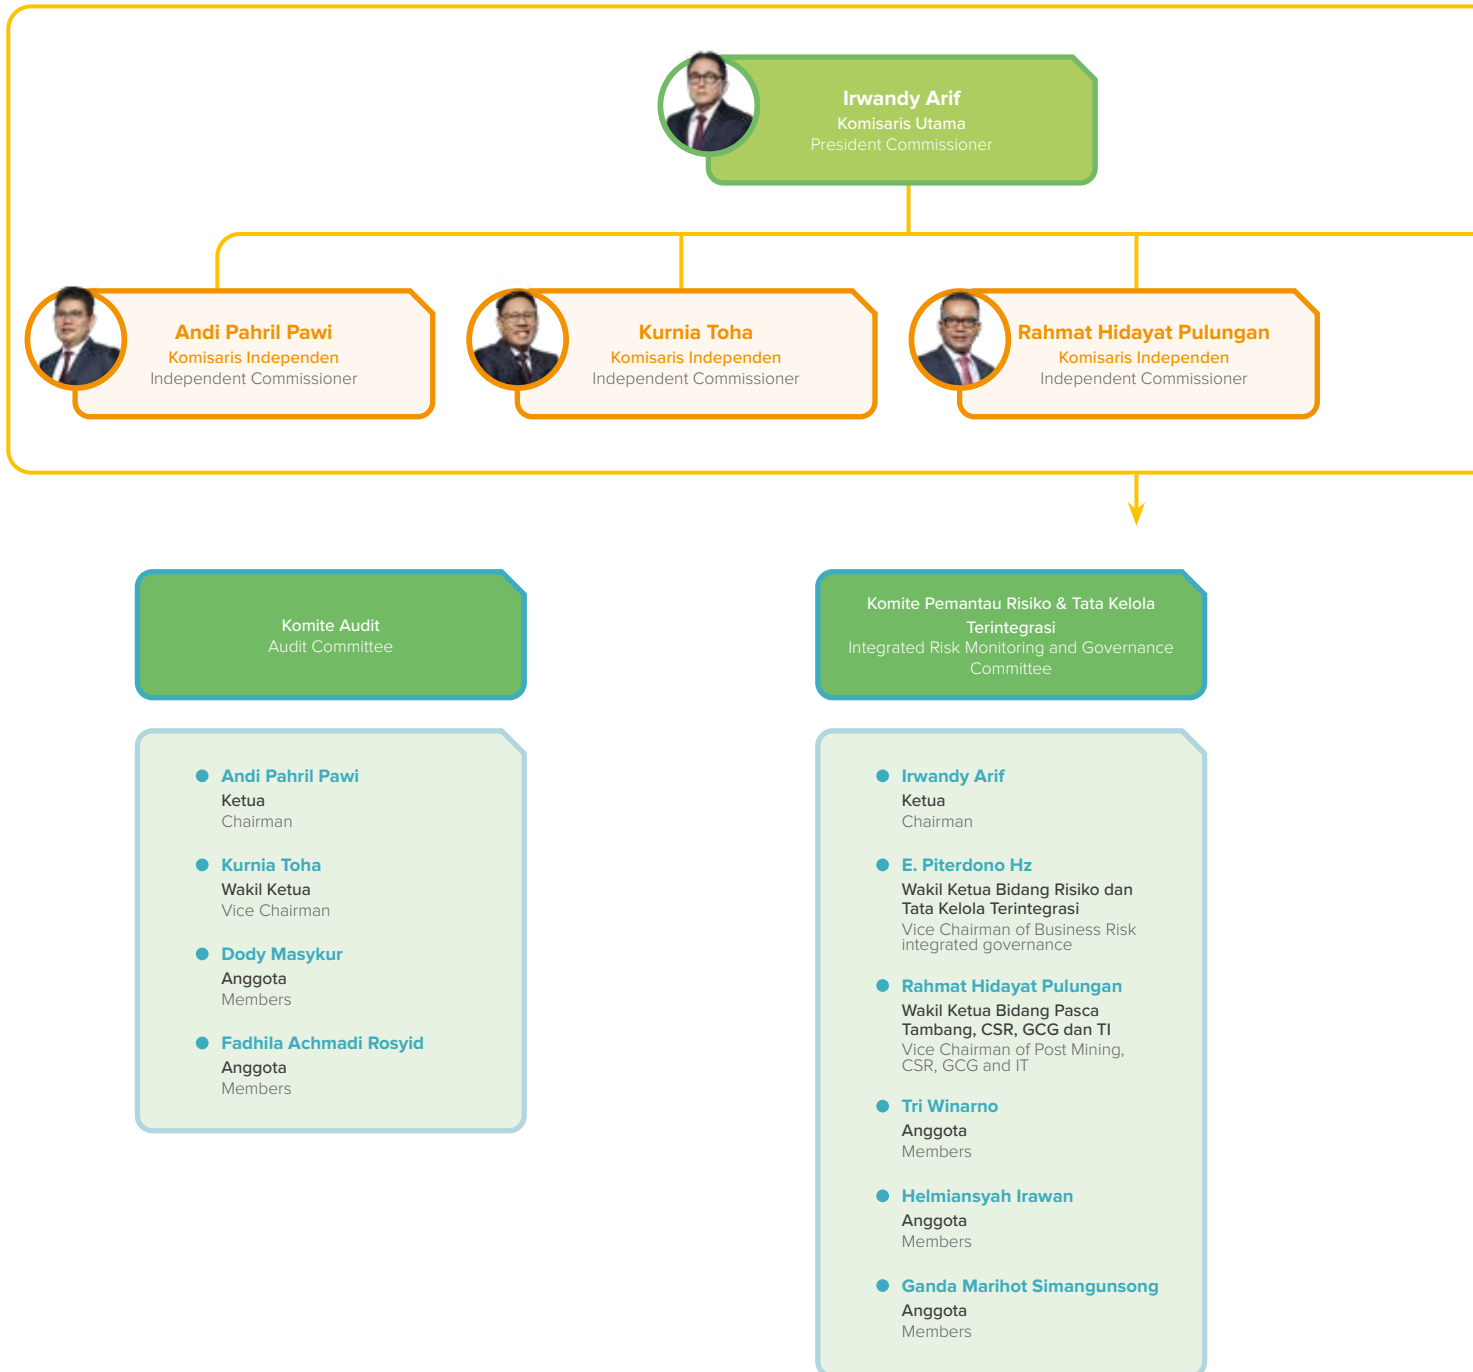 Irwandy Arif
Komisaris Utama
President Commissioner
Andi Pahril Pawi
Komisaris Independen
Independent Commissioner
Kurnia Toha
Komisaris Independen
Independent Commissioner
Rahmat Hidayat Pulungan
Komisaris Independen
Independent Commissioner
Komite Audit
Audit Committee
Andi Pahril Pawi
Ketua
Chairman
Kurnia Toha
Wakil Ketua
Vice Chairman
Dody Masykur
Anggota
Members
Fadhila Achmadi Rosyid
Anggota
Members
Komite Pemantau Risiko & Tata Kelola
Terintegrasi
Integrated Risk Monitoring and Governance
Committee
Irwandy Arif
Ketua
Chairman
E. Piterdono Hz
Wakil Ketua Bidang Risiko dan
Tata Kelola Terintegrasi
Vice Chairman of Business Risk
integrated governance
Rahmat Hidayat Pulungan
Wakil Ketua Bidang Pasca
Tambang, CSR, GCG dan TI
Vice Chairman of Post Mining,
CSR, GCG and IT
Tri Winarno
Anggota
Members
Helmiansyah Irawan
Anggota
Members
Ganda Marihot Simangunsong
Anggota
Members